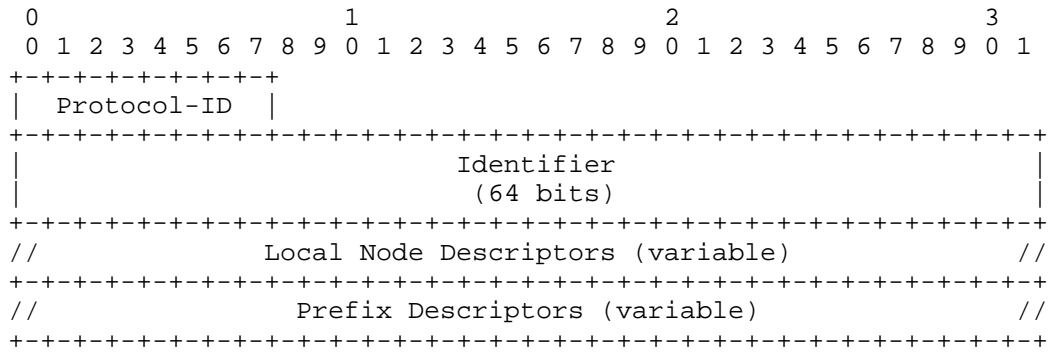 0                   1                   2                   3
 0 1 2 3 4 5 6 7 8 9 0 1 2 3 4 5 6 7 8 9 0 1 2 3 4 5 6 7 8 9 0 1
+-+-+-+-+-+-+-+-+
|  Protocol-ID  |
+-+-+-+-+-+-+-+-+-+-+-+-+-+-+-+-+-+-+-+-+-+-+-+-+-+-+-+-+-+-+-+-+
|                           Identifier                          |
|                            (64 bits)                          |
+-+-+-+-+-+-+-+-+-+-+-+-+-+-+-+-+-+-+-+-+-+-+-+-+-+-+-+-+-+-+-+-+
//              Local Node Descriptors (variable)              //
+-+-+-+-+-+-+-+-+-+-+-+-+-+-+-+-+-+-+-+-+-+-+-+-+-+-+-+-+-+-+-+-+
//                Prefix Descriptors (variable)                //
+-+-+-+-+-+-+-+-+-+-+-+-+-+-+-+-+-+-+-+-+-+-+-+-+-+-+-+-+-+-+-+-+